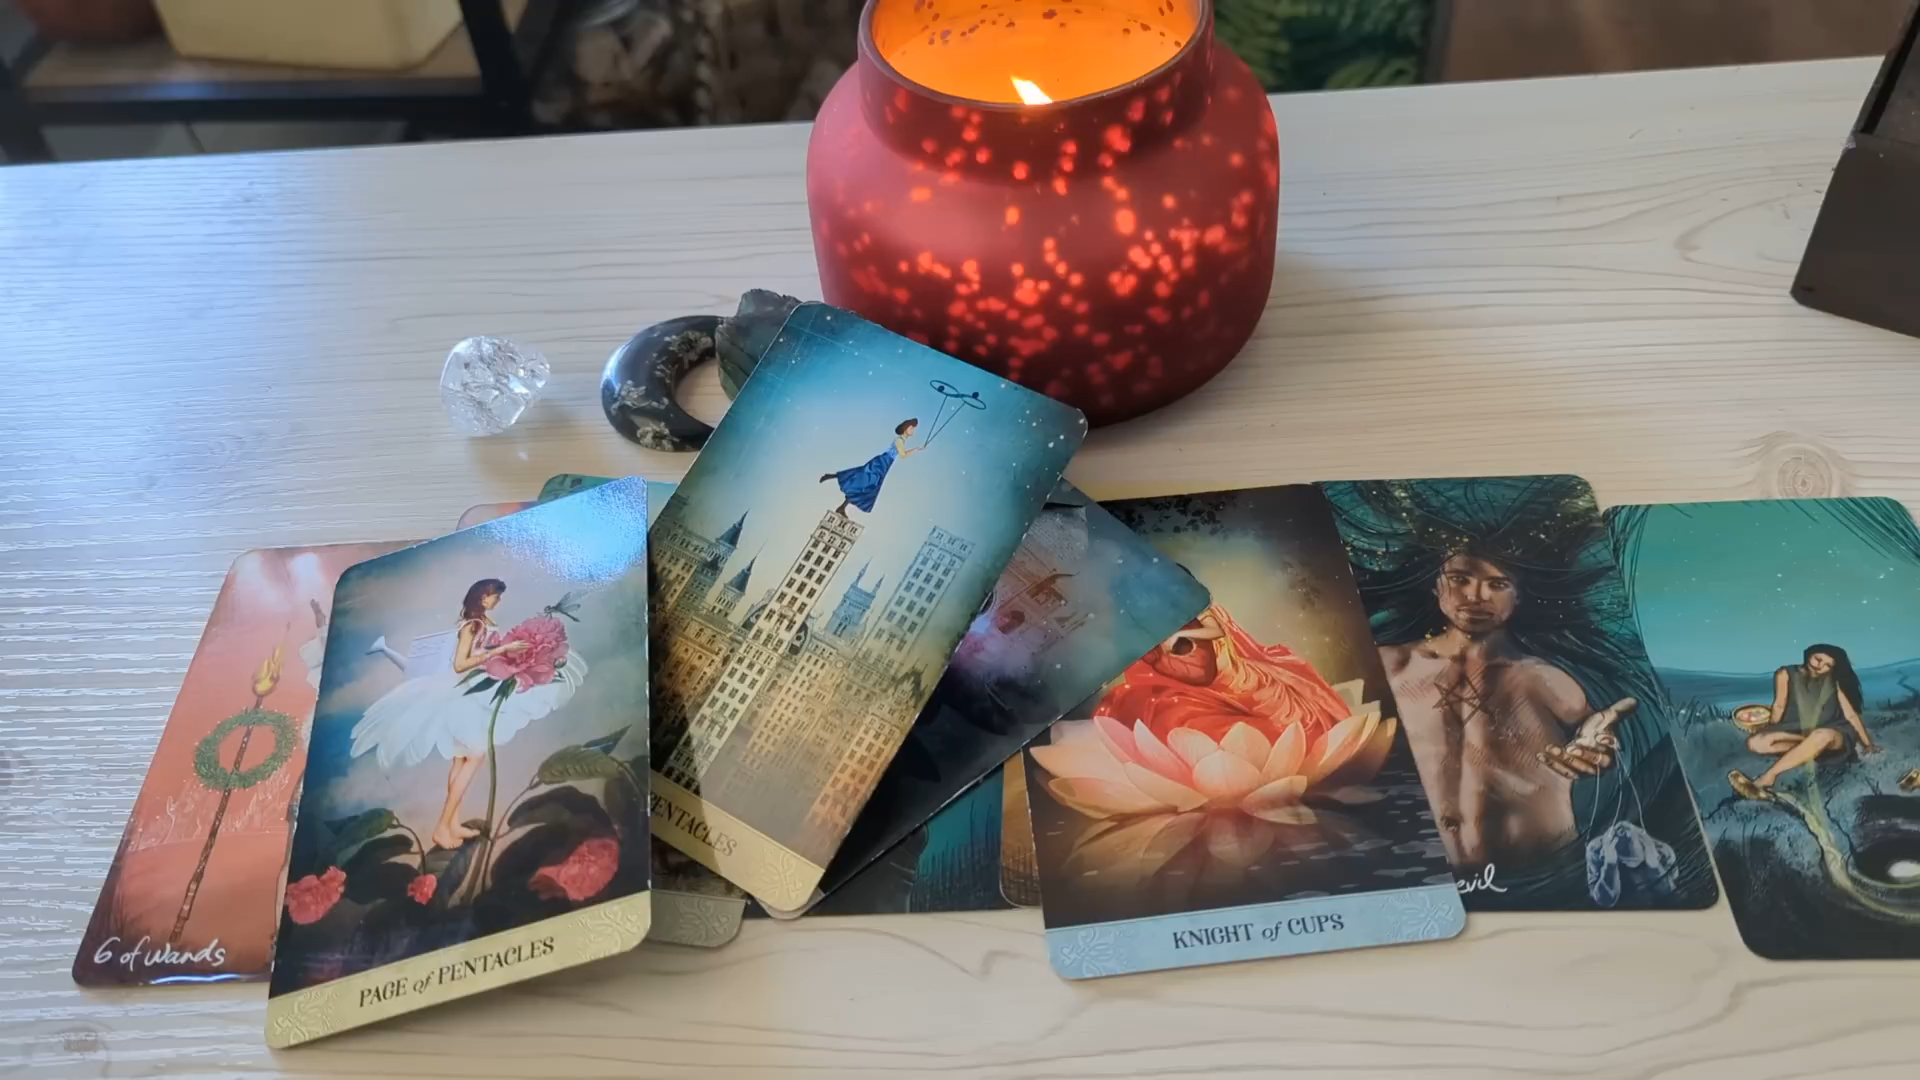 6 of Wands
PAGE of PENTACLES
PENTACLES
KNIGHT of CUPS
evil